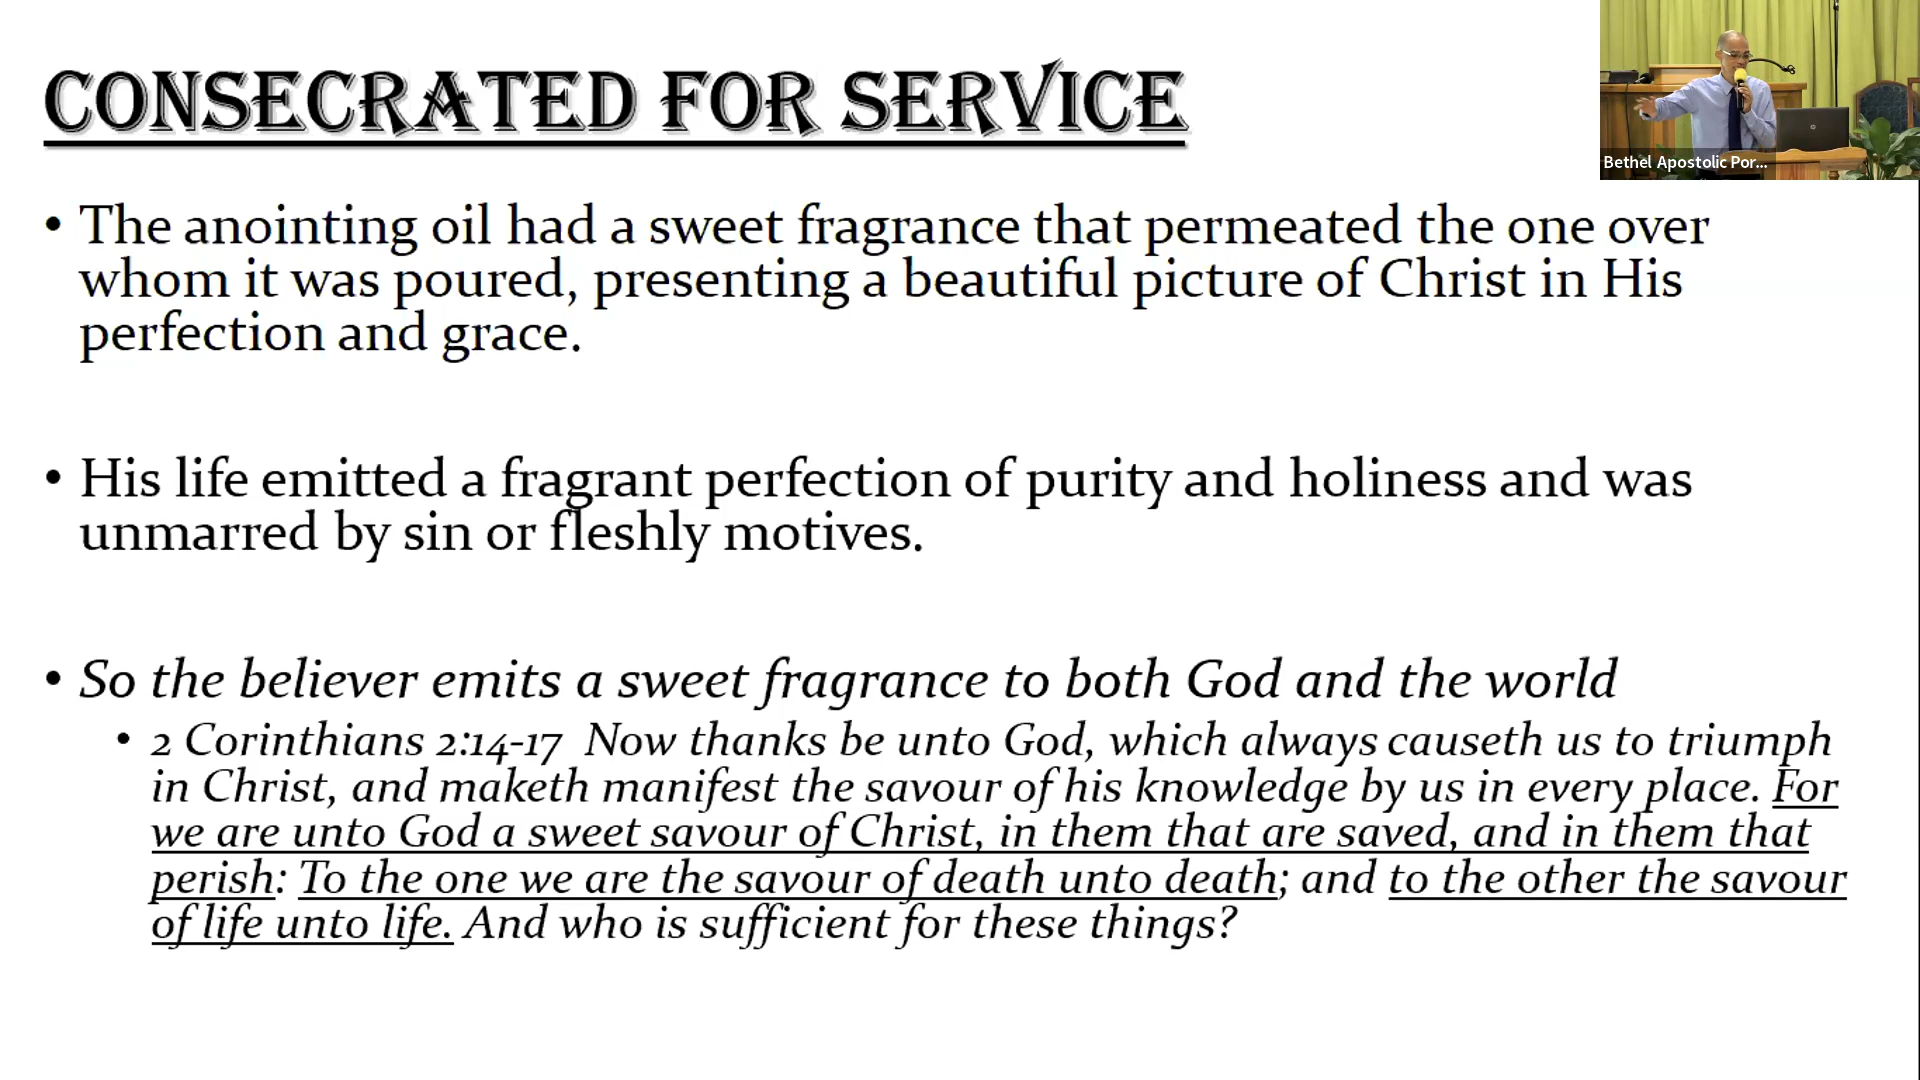 CONSECRATED FOR SERVICE
Bethel Apostolic Por...
• The anointing oil had a sweet fragrance that permeated the one over
whom it was poured, presenting a beautiful picture of Christ in His
perfection and grace.
• His life emitted a fragrant perfection of purity and holiness and was
unmarred by sin or fleshly motives.
• So the believer emits a sweet fragrance to both God and the world
• 2 Corinthians 2:14-17 Now thanks be unto God, which always causeth us to triumph
in Christ, and maketh manifest the savour of his knowledge by us in every place. For
we are unto God a sweet savour of Christ, in them that are saved, and in them that
perish: To the one we are the savour of death unto death; and to the other the savour
of life unto life. And who is sufficient for these things?